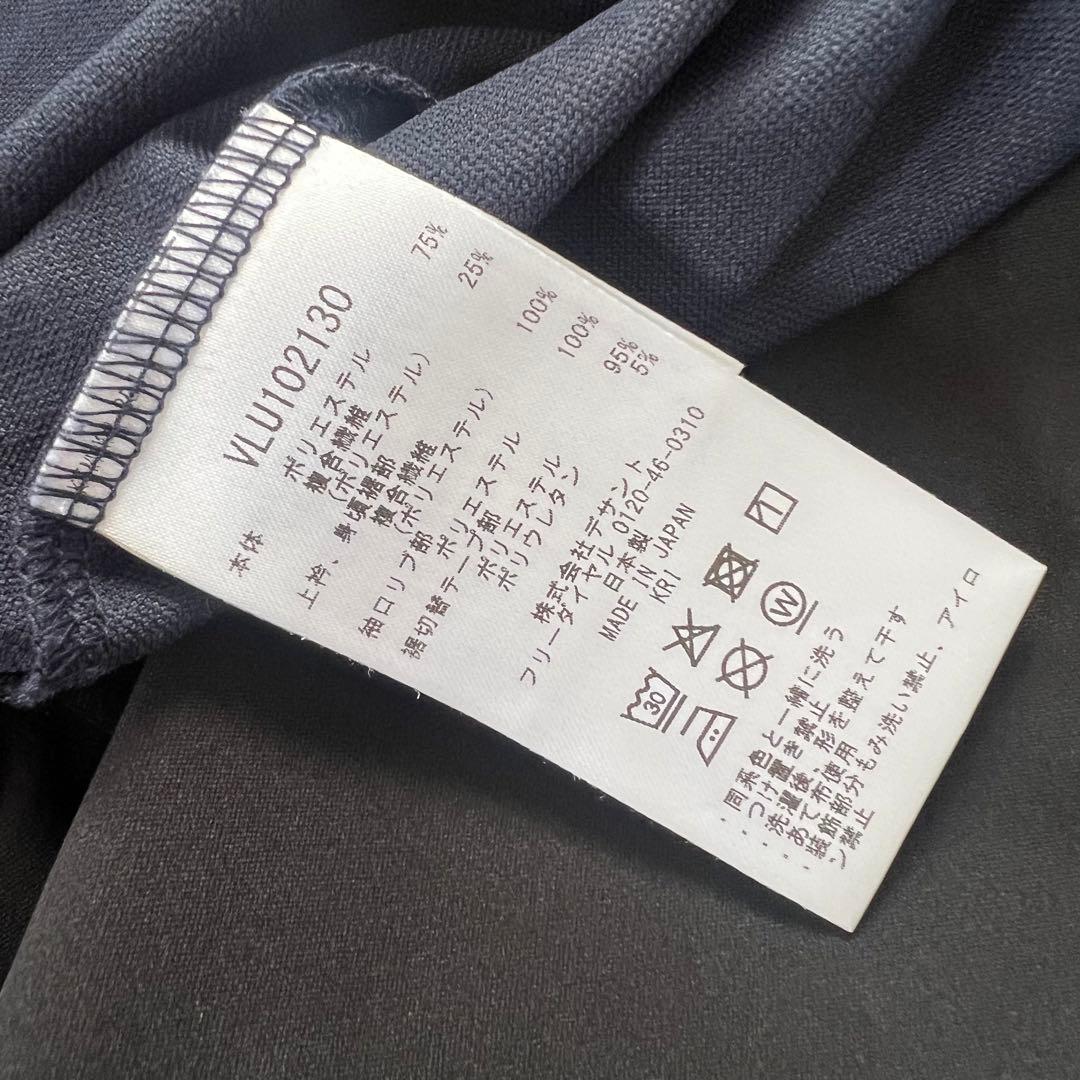 VLU102130
本体 ポリエステル 75%
複合繊維
(ポリエステル) 25%
上衿、身頃裾部
複合繊維
(ポリエステル) 100%
袖口リブ部 ポリエステル 100%
裾切替テープ部 ポリエステル 95%
ポリウレタン 5%
株式会社デサント
フリーダイヤル 0120-46-0310
日本製
MADE IN JAPAN
KRI
30
W
・同系色と一緒に洗う
・つけ置き禁止
・洗濯後、形を整えて干す
・あて布使用
・装飾部分もみ洗い禁止、アイロ
ン禁止